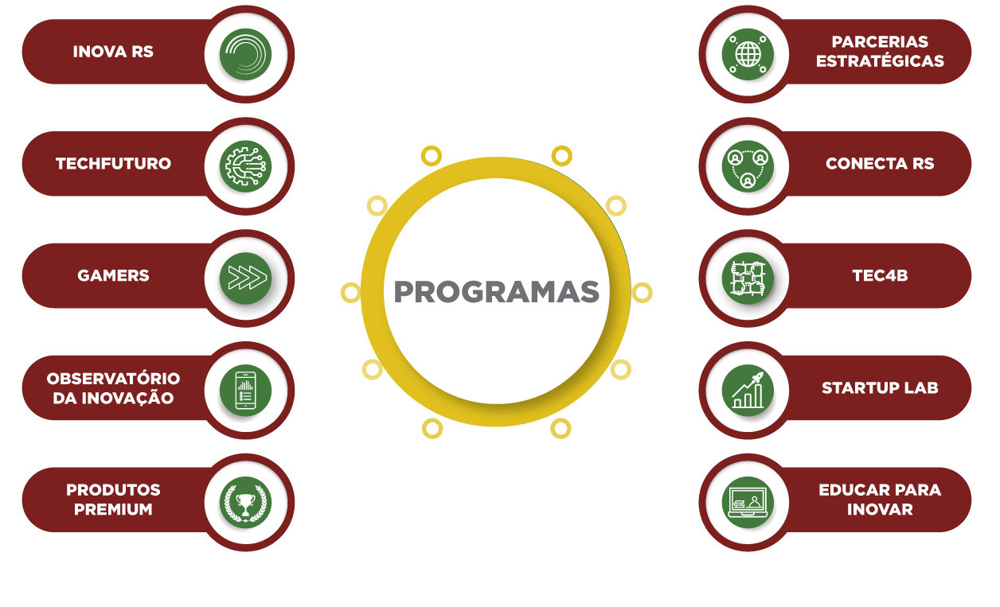 INOVA RS
TECHFUTURO
GAMERS
OBSERVATÓRIO
DA INOVAÇÃO
PRODUTOS
PREMIUM
PROGRAMAS
PARCERIAS
ESTRATÉGICAS
CONECTA RS
TEC4B
STARTUP LAB
EDUCAR PARA
INOVAR